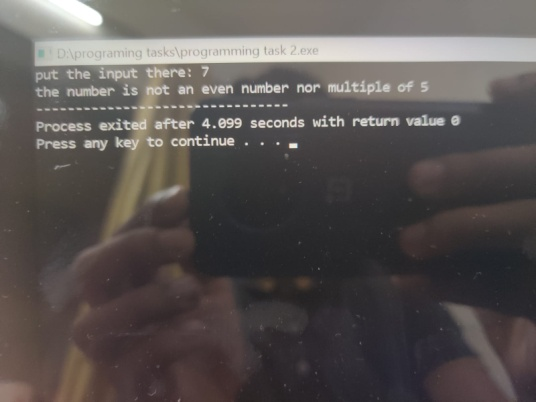 D:\programing tasks\programming task 2.exe
put the input there: 7
the number is not an even number nor multiple of 5
--------------------------------
Process exited after 4.099 seconds with return value 0
Press any key to continue . . .